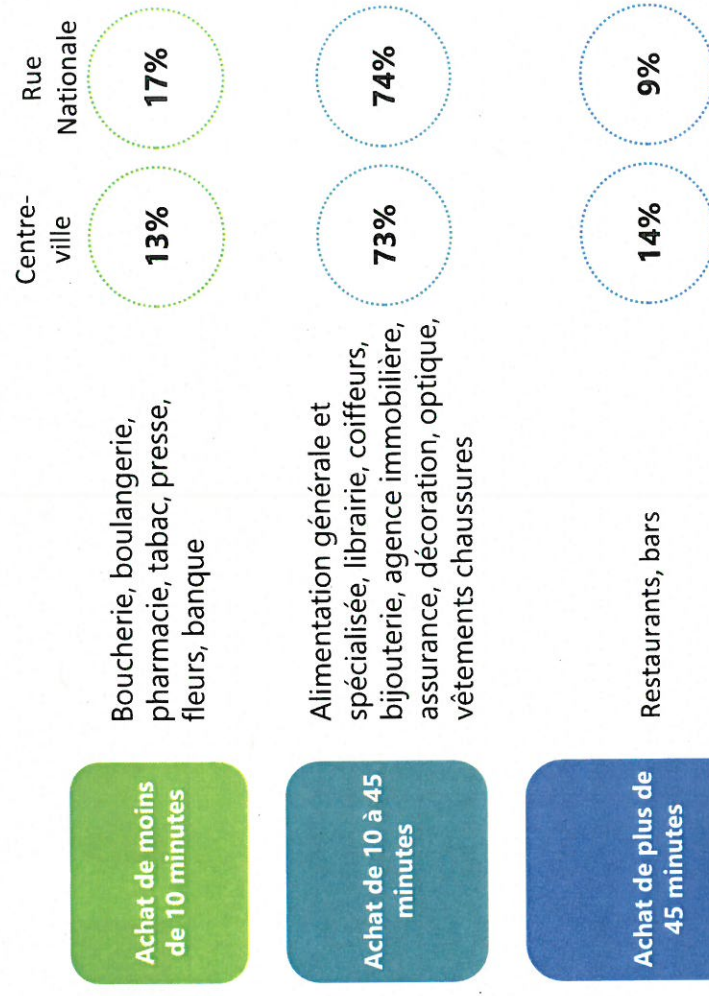 Centre-
ville
Rue
Nationale
Achat de moins
de 10 minutes
Boucherie, boulangerie,
pharmacie, tabac, presse,
fleurs, banque
13%
17%
Achat de 10 à 45
minutes
Alimentation générale et
spécialisée, librairie, coiffeurs,
bijouterie, agence immobilière,
assurance, décoration, optique,
vêtements chaussures
73%
74%
Achat de plus de
45 minutes
Restaurants, bars
14%
9%